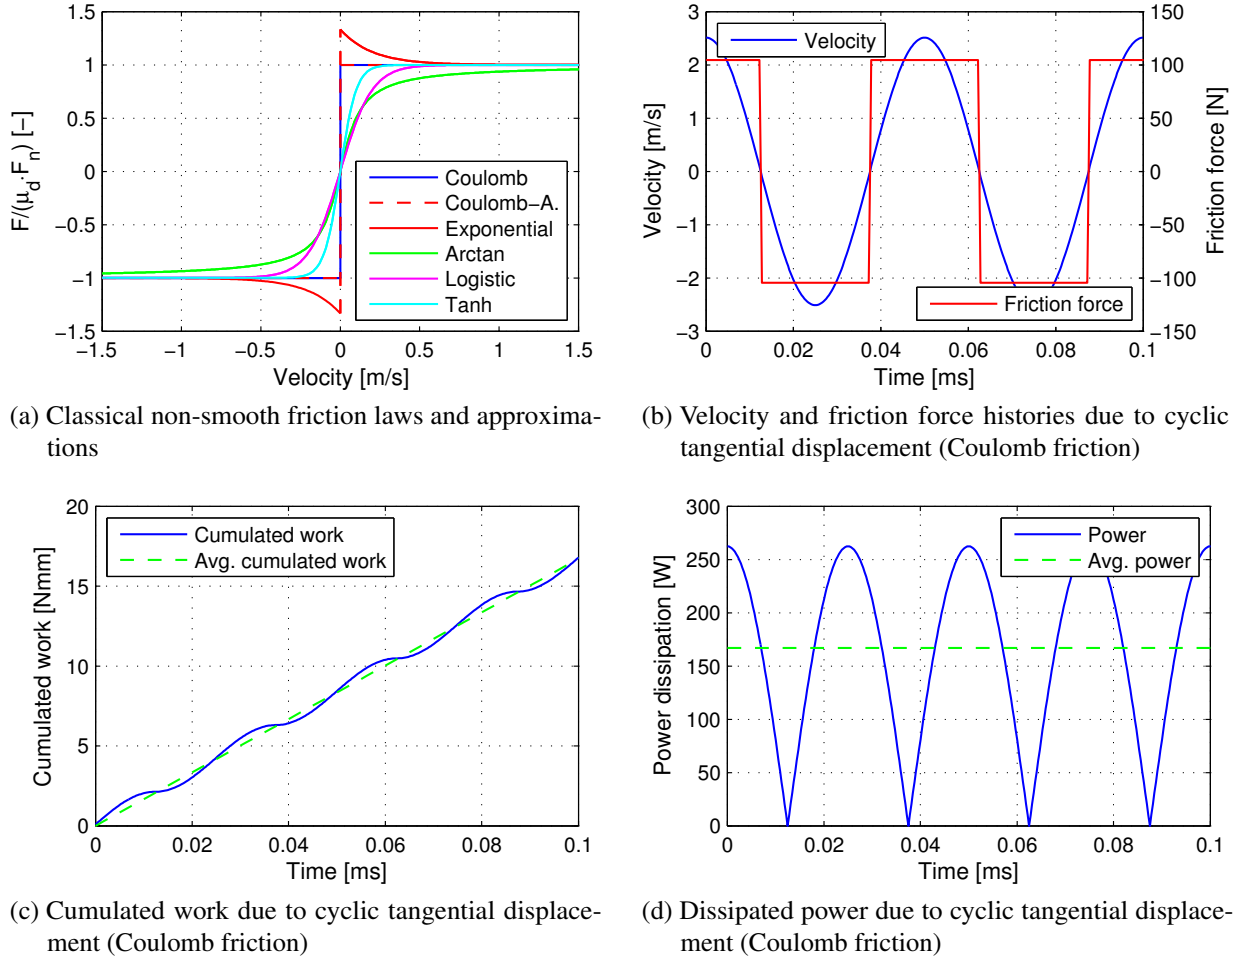 1.5
1
0.5
0
−0.5
−1
−1.5
F/(μd·Fn) [−]
Coulomb
Coulomb−A.
Exponential
Arctan
Logistic
Tanh
−1.5 −1 −0.5 0 0.5 1 1.5
Velocity [m/s]
(a) Classical non-smooth friction laws and approxima-
tions
3
2
1
0
−1
−2
−3
Velocity [m/s]
Velocity
Friction force
150
100
50
0
−50
−100
−150
Friction force [N]
0 0.02 0.04 0.06 0.08 0.1
Time [ms]
(b) Velocity and friction force histories due to cyclic
tangential displacement (Coulomb friction)
20
15
10
5
0
Cumulated work [Nmm]
Cumulated work
Avg. cumulated work
0 0.02 0.04 0.06 0.08 0.1
Time [ms]
(c) Cumulated work due to cyclic tangential displace-
ment (Coulomb friction)
300
250
200
150
100
50
0
Power dissipation [W]
Power
Avg. power
0 0.02 0.04 0.06 0.08 0.1
Time [ms]
(d) Dissipated power due to cyclic tangential displace-
ment (Coulomb friction)